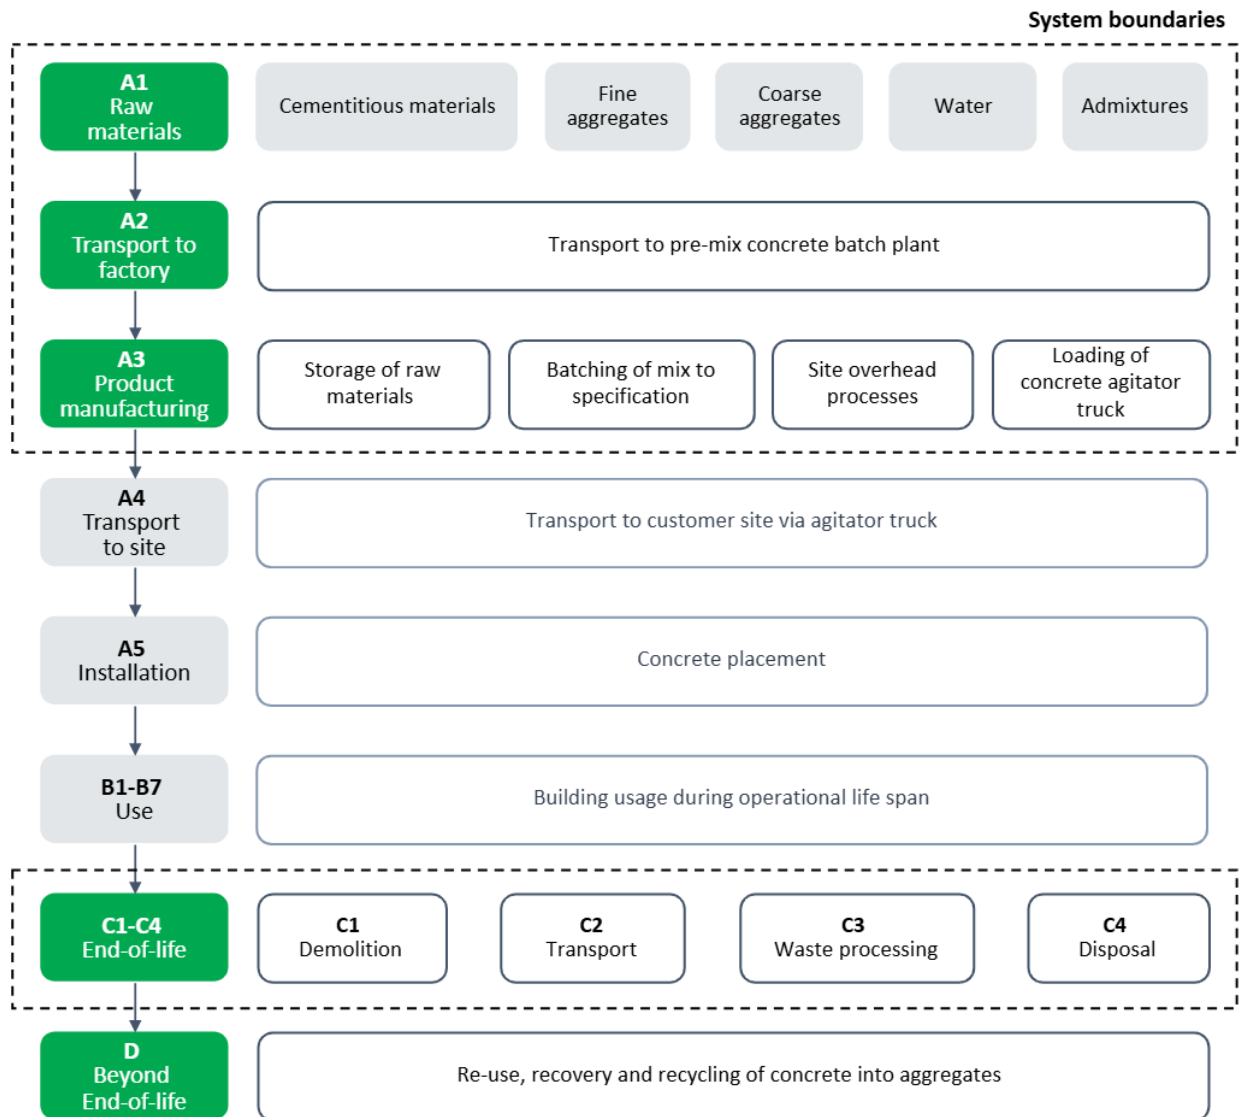 System boundaries
A1
Raw
materials
Cementitious materials
Fine
aggregates
Coarse
aggregates
Water
Admixtures
A2
Transport to
factory
Transport to pre-mix concrete batch plant
A3
Product
manufacturing
Storage of raw
materials
Batching of mix to
specification
Site overhead
processes
Loading of
concrete agitator
truck
A4
Transport
to site
Transport to customer site via agitator truck
A5
Installation
Concrete placement
B1-B7
Use
Building usage during operational life span
C1-C4
End-of-life
C1
Demolition
C2
Transport
C3
Waste processing
C4
Disposal
D
Beyond
End-of-life
Re-use, recovery and recycling of concrete into aggregates